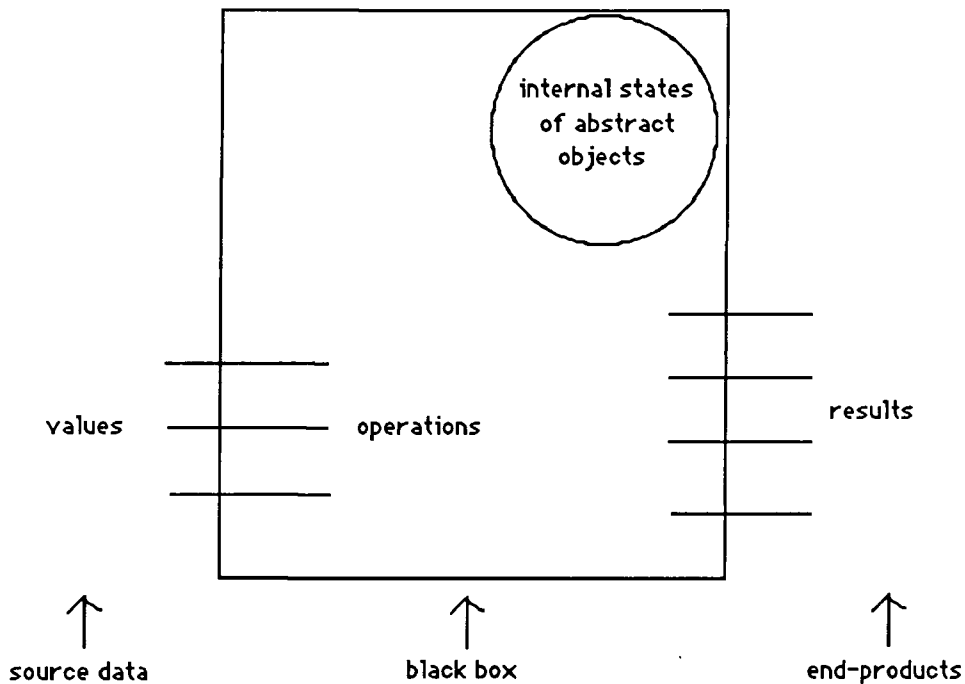 internal states
of abstract
objects
values
operations
results
source data
black box
end-products